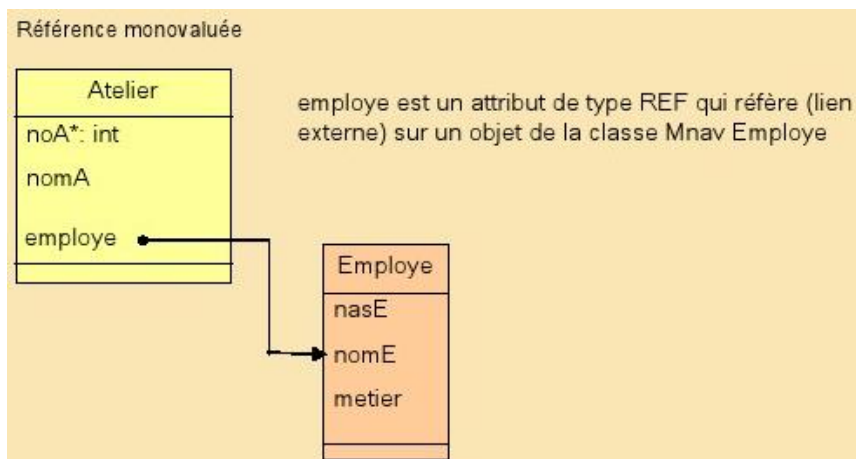 Référence monovaluée
Atelier
noA*: int
nomA
employe
employe est un attribut de type REF qui réfère (lien
externe) sur un objet de la classe Mnav Employe
Employe
nasE
nomE
metier